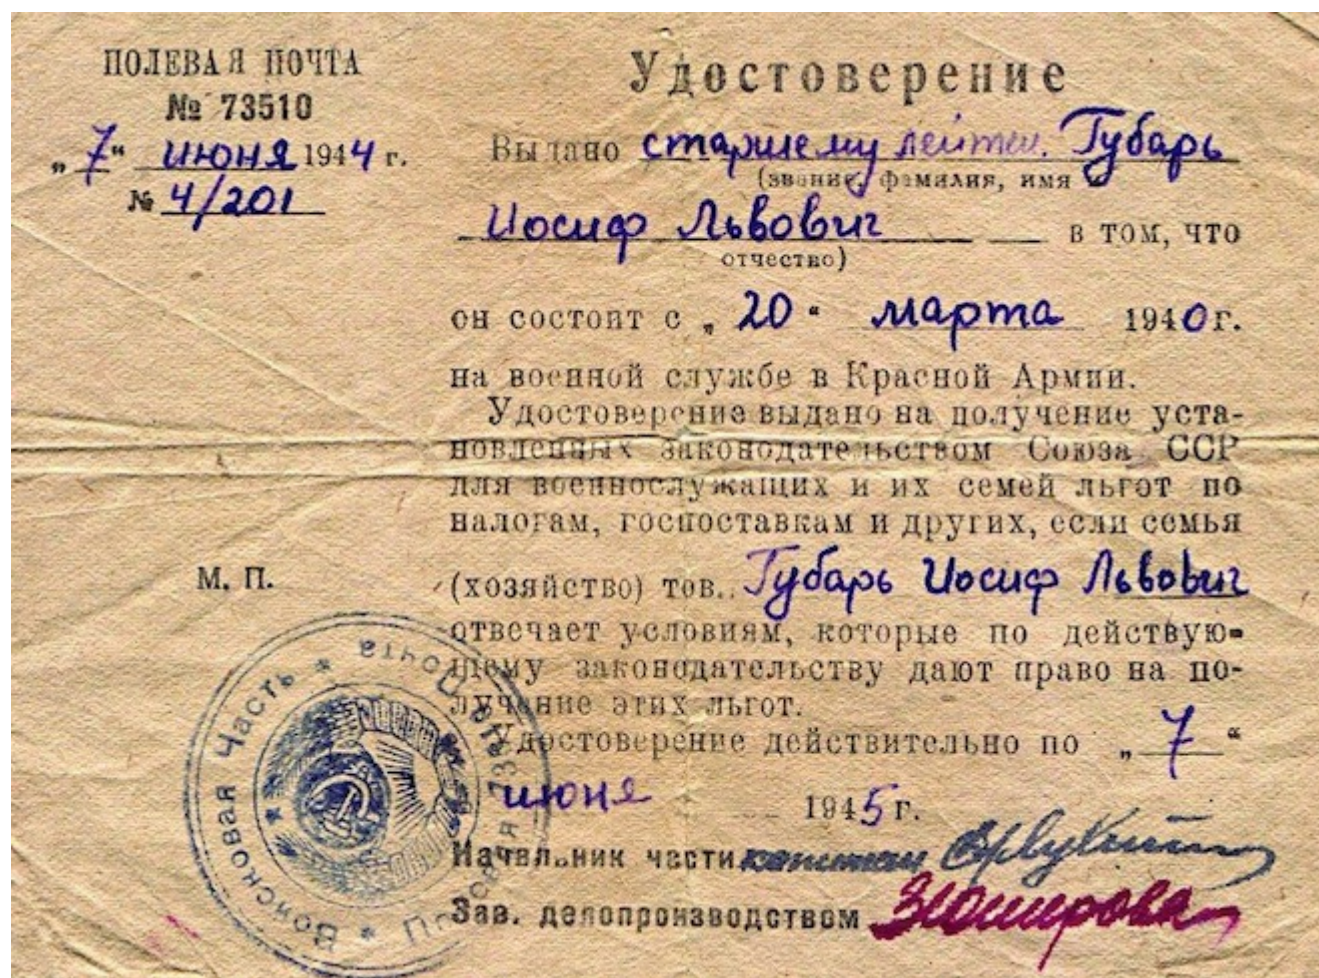 ПОЛЕВАЯ ПОЧТА
№ 73510
„7“ июня 1944 г.
№ 4/201
Удостоверение
Выдано старшему лейтен. Губарь
(звание, фамилия, имя и
Иосиф Львович в том, что
отчество)
он состоит с „20“ марта 1940 г.
на военной службе в Красной Армии.
Удостоверение выдано на получение уста-
новленных законодательством Союза ССР
для военнослужащих и их семей льгот по
налогам, госпоставкам и других, если семья
(хозяйство) тов. Губарь Иосиф Львович
отвечает условиям, которые по действую-
щему законодательству дают право на по-
лучение этих льгот.
Удостоверение действительно по „7“
июня 1945 г.
М. П.
Войсковая Часть * Полевая Почта
Начальник части капитан
Зав. делопроизводством